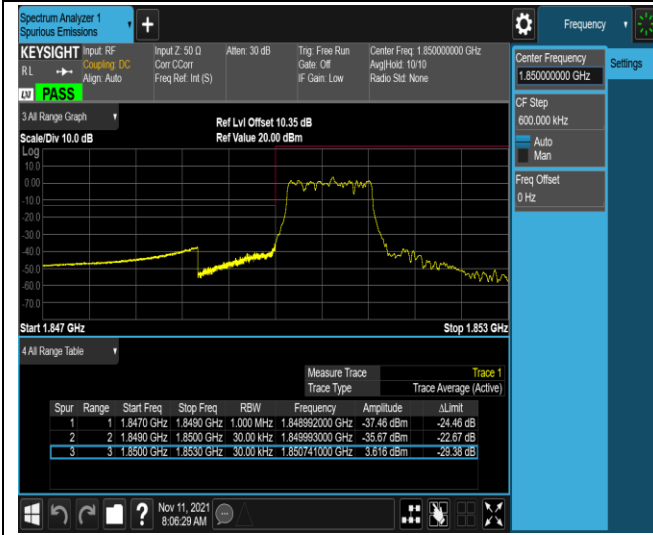 Spectrum Analyzer 1
Spurious Emissions
+
Frequency
KEYSIGHT
RL
Input: RF
Coupling: DC
Align: Auto
Input Z: 50 Ω
Corr CCorr
Freq Ref: Int (S)
Atten: 30 dB
Trig: Free Run
Gate: Off
IF Gain: Low
Center Freq: 1.850000000 GHz
Avg|Hold: 10/10
Radio Std: None
LXI PASS
Center Frequency
1.850000000 GHz
Settings
CF Step
600.000 kHz
Auto
Man
Freq Offset
0 Hz
3 All Range Graph
Ref Lvl Offset 10.35 dB
Scale/Div 10.0 dB Ref Value 20.00 dBm
Log
10.0
0.00
-10.0
-20.0
-30.0
-40.0
-50.0
-60.0
-70.0
Start 1.847 GHz Stop 1.853 GHz
4 All Range Table
Measure Trace Trace 1
Trace Type Trace Average (Active)
Spur Range Start Freq Stop Freq RBW Frequency Amplitude ΔLimit
1 1 1.8470 GHz 1.8490 GHz 1.000 MHz 1.848992000 GHz -37.46 dBm -24.46 dB
2 2 1.8490 GHz 1.8500 GHz 30.00 kHz 1.849993000 GHz -35.67 dBm -22.67 dB
3 3 1.8500 GHz 1.8530 GHz 30.00 kHz 1.850741000 GHz 3.616 dBm -29.38 dB
?
Nov 11, 2021
8:06:29 AM